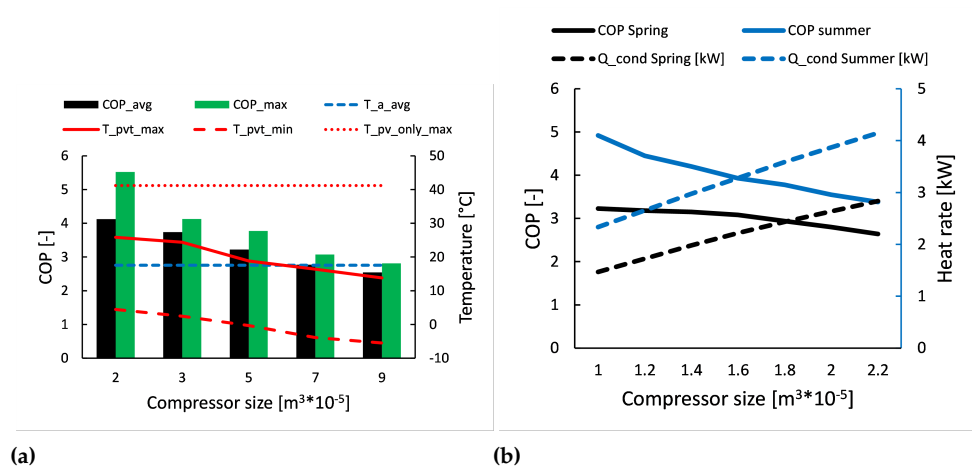 COP_avg COP_max T_a_avg
T_pvt_max T_pvt_min T_pv_only_max
6 5 4 3 2 1 0
COP [-]
50 40 30 20 10 0 -10
Temperature [°C]
2 3 5 7 9
Compressor size [m³*10⁻⁵]
(a)
COP Spring COP summer
Q_cond Spring [kW] Q_cond Summer [kW]
6 5 4 3 2 1 0
COP [-]
5 4 3 2 1 0
Heat rate [kW]
1 1.2 1.4 1.6 1.8 2 2.2
Compressor size [m³*10⁻⁵]
(b)